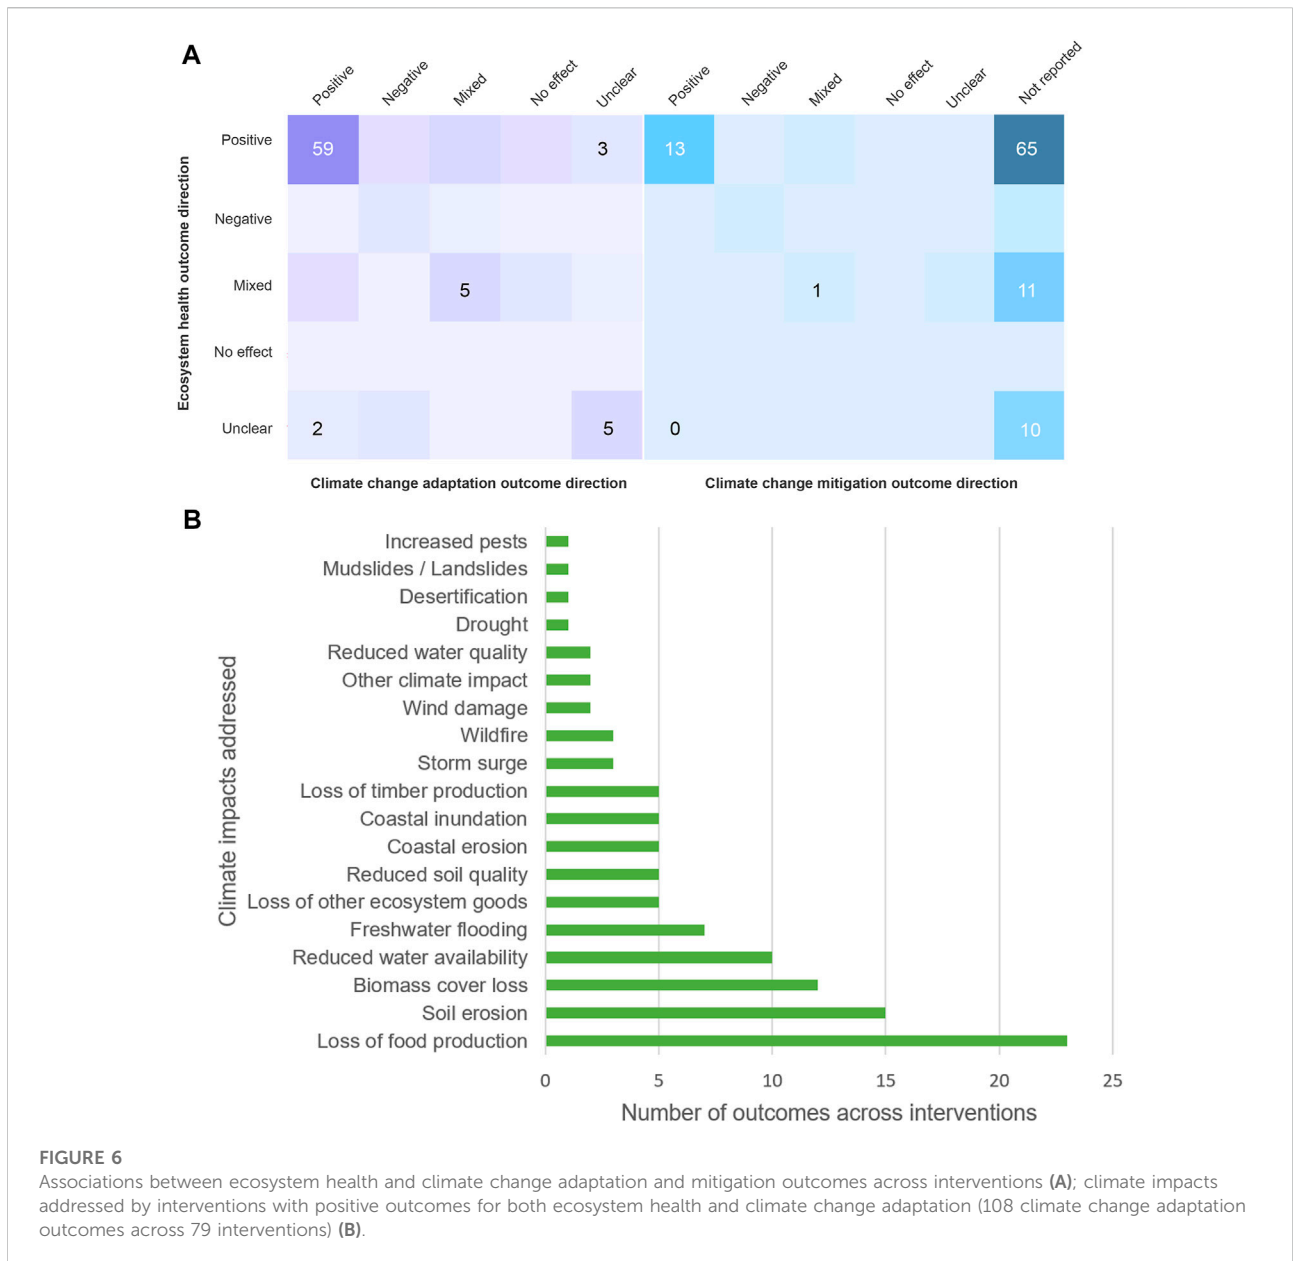 A
Positive Negative Mixed No effect Unclear Positive Negative Mixed No effect Unclear Not reported
Ecosystem health outcome direction
Positive 59 3 13 65
Negative
Mixed 5 1 11
No effect
Unclear 2 5 0 10
Climate change adaptation outcome direction Climate change mitigation outcome direction
B
Climate impacts addressed
Increased pests
Mudslides / Landslides
Desertification
Drought
Reduced water quality
Other climate impact
Wind damage
Wildfire
Storm surge
Loss of timber production
Coastal inundation
Coastal erosion
Reduced soil quality
Loss of other ecosystem goods
Freshwater flooding
Reduced water availability
Biomass cover loss
Soil erosion
Loss of food production
0 5 10 15 20 25
Number of outcomes across interventions
FIGURE 6
Associations between ecosystem health and climate change adaptation and mitigation outcomes across interventions (A); climate impacts
addressed by interventions with positive outcomes for both ecosystem health and climate change adaptation (108 climate change adaptation
outcomes across 79 interventions) (B).